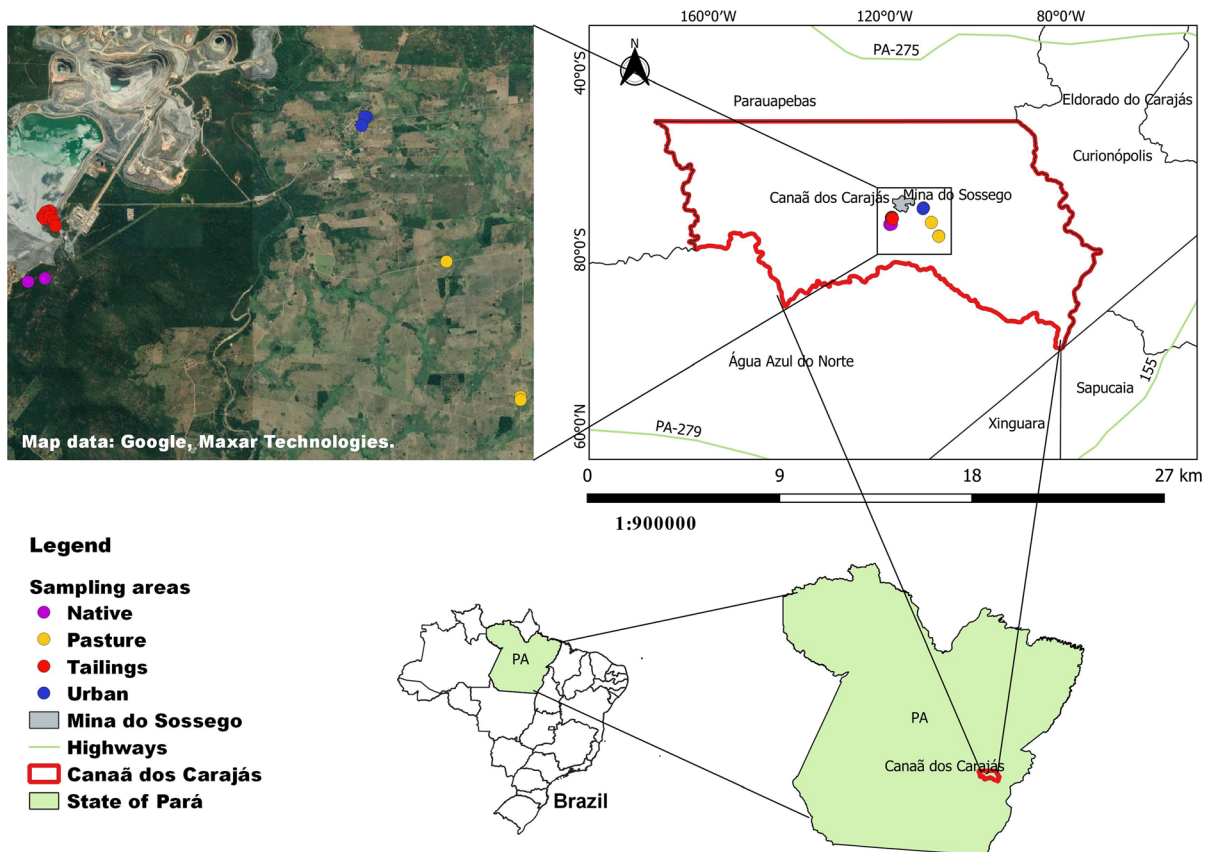 160°0'0"W 120°0'0"W 80°0'0"W
40°0'S
80°0'S
60°0'N
N
PA-275
Parauapebas
Eldorado do Carajás
Curionópolis
Canaã dos Carajás
Mina do Sossego
Água Azul do Norte
155
Sapucaia
Xinguara
PA-279
Map data: Google, Maxar Technologies.
0 9 18 27 km
1:900000
Legend
Sampling areas
Native
Pasture
Tailings
Urban
Mina do Sossego
Highways
Canaã dos Carajás
State of Pará
PA
Brazil
PA
Canaã dos Carajás